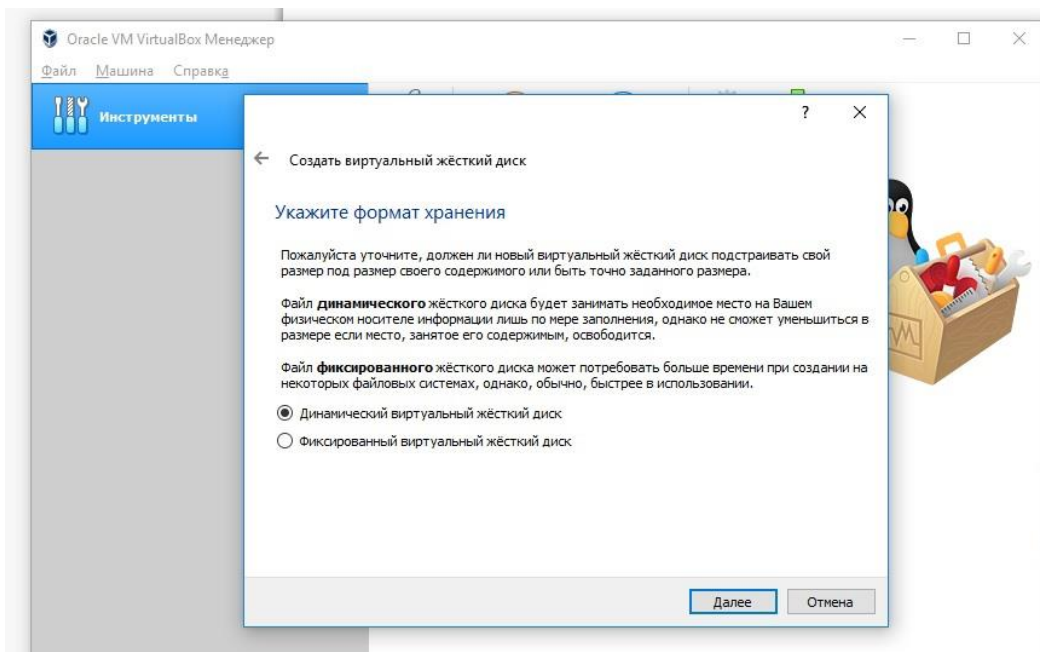 Oracle VM VirtualBox Менеджер
Файл Машина Справка
Инструменты
Создать виртуальный жёсткий диск
Укажите формат хранения
Пожалуйста уточните, должен ли новый виртуальный жёсткий диск подстраивать свой
размер под размер своего содержимого или быть точно заданного размера.
Файл динамического жёсткого диска будет занимать необходимое место на Вашем
физическом носителе информации лишь по мере заполнения, однако не сможет уменьшиться в
размере если место, занятое его содержимым, освободится.
Файл фиксированного жёсткого диска может потребовать больше времени при создании на
некоторых файловых системах, однако, обычно, быстрее в использовании.
Динамический виртуальный жёсткий диск
Фиксированный виртуальный жёсткий диск
Далее Отмена